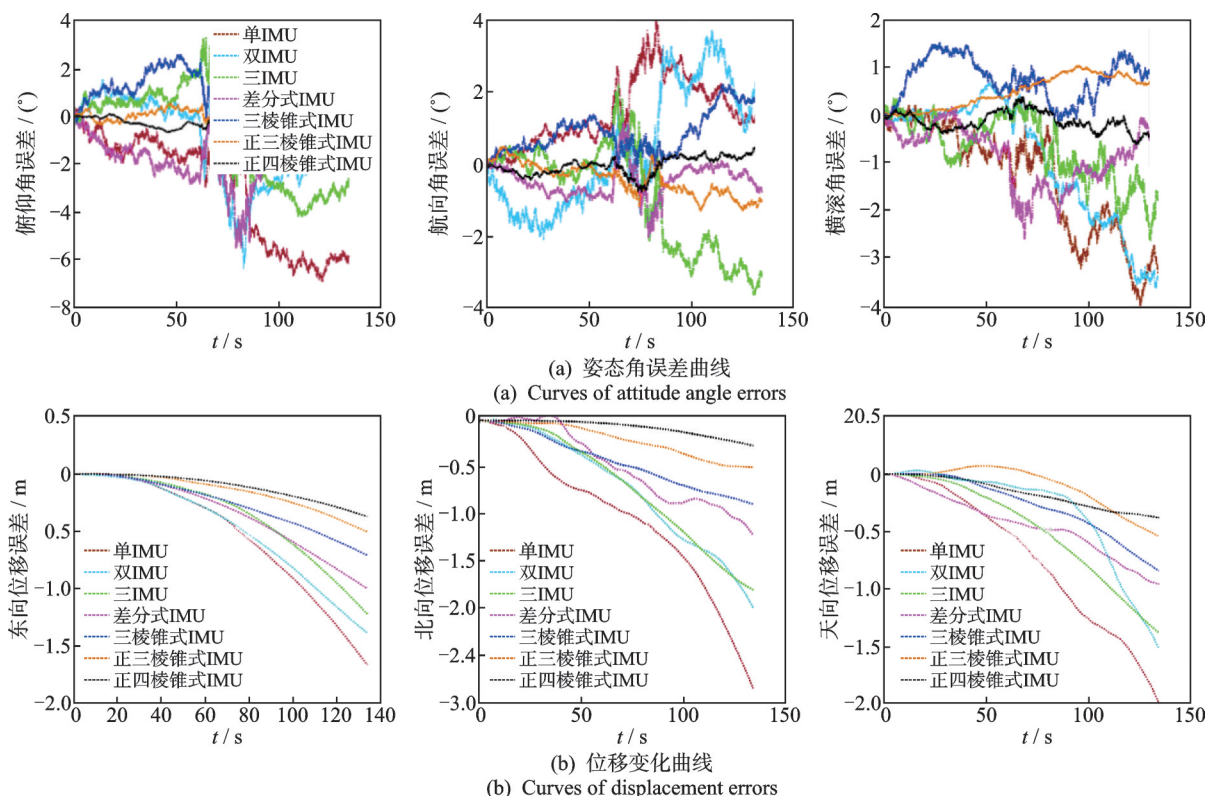 俯仰角误差 / (°)
4
2
0
−2
−4
−6
−8
0
50
100
150
t / s
单IMU
双IMU
三IMU
差分式IMU
三棱锥式IMU
正三棱锥式IMU
正四棱锥式IMU
航向角误差 / (°)
4
2
0
−2
−4
0
50
100
150
t / s
横滚角误差 / (°)
2
1
0
−1
−2
−3
−4
0
50
100
150
t / s
(a) 姿态角误差曲线
(a) Curves of attitude angle errors
东向位移误差 / m
0.5
0
0.5
−1.0
−1.5
2.0
0
20
40
60
80
100
120
140
t / s
单IMU
双IMU
三IMU
差分式IMU
三棱锥式IMU
正三棱锥式IMU
正四棱锥式IMU
北向位移误差 / m
0
−0.5
−1.0
−1.5
−2.0
−2.4
−3.0
0
50
100
150
t / s
单IMU
双IMU
三IMU
差分式IMU
三棱锥式IMU
正三棱锥式IMU
正四棱锥式IMU
天向位移误差 / m
20.5
0
−0.5
−1.0
−1.5
−2.0
0
50
100
150
t / s
单IMU
双IMU
三IMU
差分式IMU
三棱锥式IMU
正三棱锥式IMU
正四棱锥式IMU
(b) 位移变化曲线
(b) Curves of displacement errors